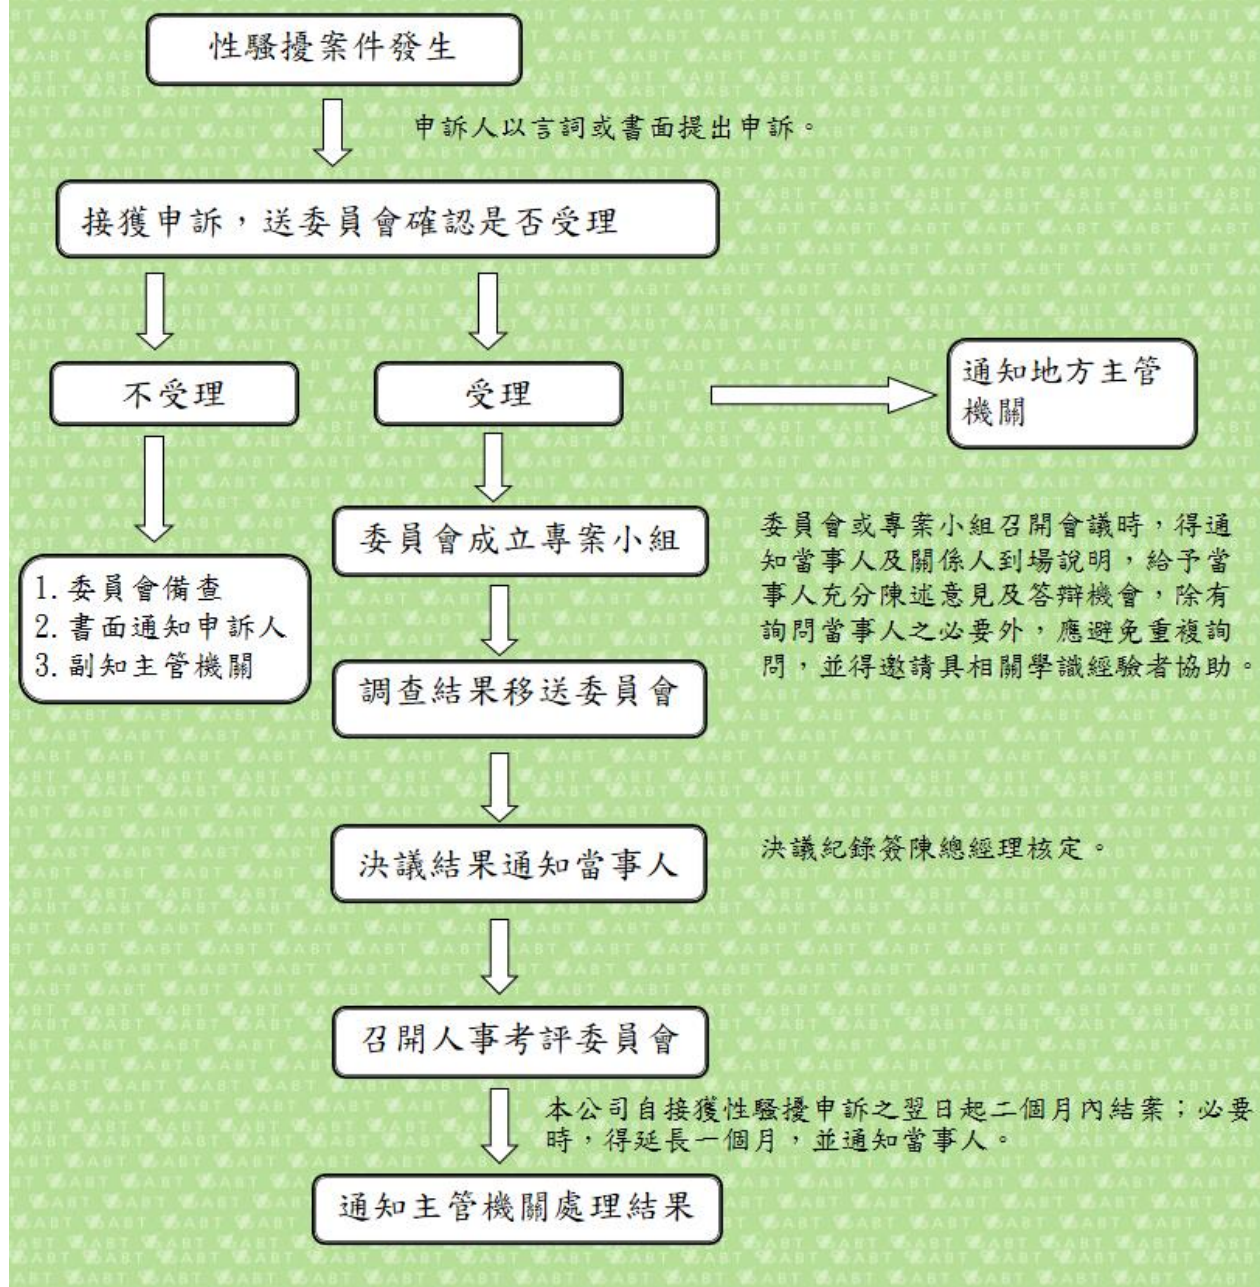 性騷擾案件發生
申訴人以言詞或書面提出申訴。
接獲申訴，送委員會確認是否受理
不受理
受理
通知地方主管
機關
委員會成立專案小組
委員會或專案小組召開會議時，得通
知當事人及關係人到場說明，給予當
事人充分陳述意見及答辯機會，除有
詢問當事人之必要外，應避免重複詢
問，並得邀請具相關學識經驗者協助。
1. 委員會備查
2. 書面通知申訴人
3. 副知主管機關
調查結果移送委員會
決議結果通知當事人
決議紀錄簽陳總經理核定。
召開人事考評委員會
本公司自接獲性騷擾申訴之翌日起二個月內結案；必要
時，得延長一個月，並通知當事人。
通知主管機關處理結果